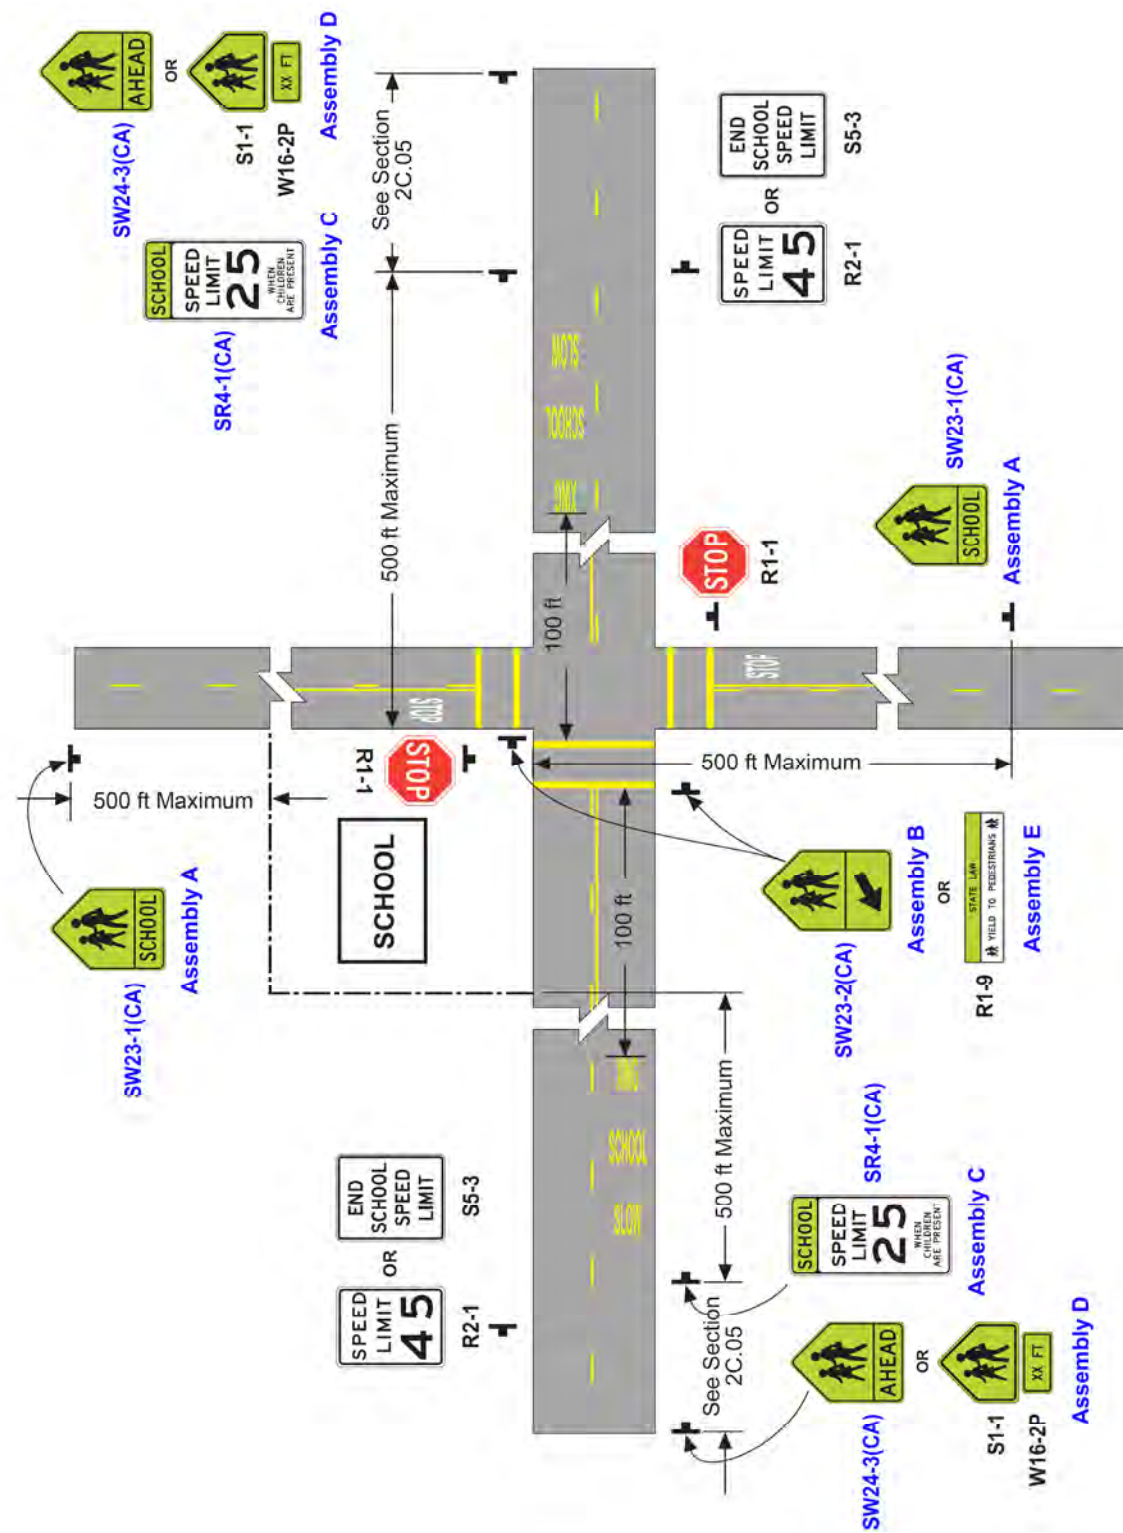 AHEAD
OR
XX FT
SW24-3(CA)
S1-1
W16-2P
Assembly D
SCHOOL
SPEED
LIMIT
25
WHEN
CHILDREN
ARE PRESENT
SR4-1(CA)
Assembly C
See Section
2C.05
500 ft Maximum
END
SCHOOL
SPEED
LIMIT
S5-3
OR
SPEED
LIMIT
45
R2-1
SLOW
SCHOOL
XING
100 ft
STOP
R1-1
SW23-1(CA)
SCHOOL
Assembly A
STOP
STOP
500 ft Maximum
STOP
R1-1
500 ft Maximum
SCHOOL
SCHOOL
Assembly A
SW23-1(CA)
100 ft
SW23-2(CA)
Assembly B
OR
STATE LAW
YIELD TO PEDESTRIANS
R1-9
Assembly E
XING
SCHOOL
SLOW
500 ft Maximum
END
SCHOOL
SPEED
LIMIT
S5-3
OR
SPEED
LIMIT
45
R2-1
SR4-1(CA)
SCHOOL
SPEED
LIMIT
25
WHEN
CHILDREN
ARE PRESENT
Assembly C
See Section
2C.05
AHEAD
OR
XX FT
SW24-3(CA)
S1-1
W16-2P
Assembly D